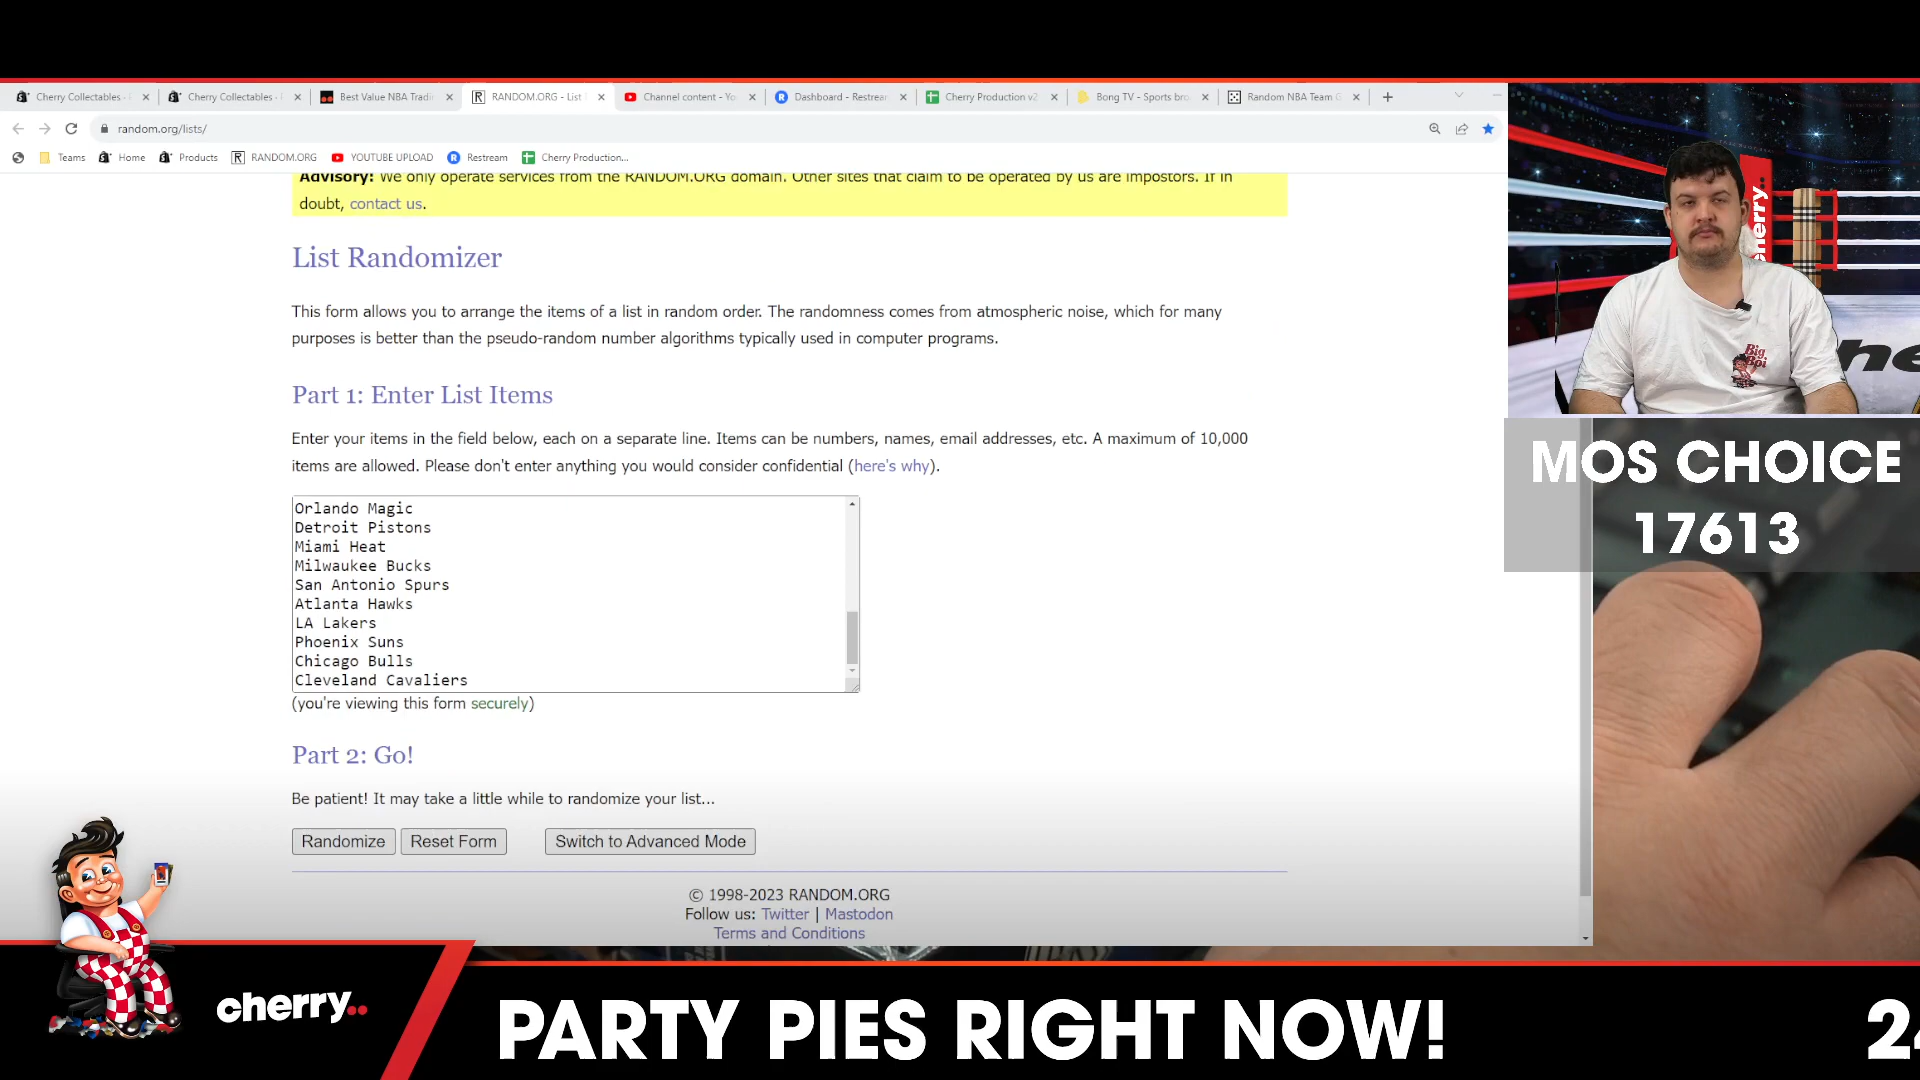 Cherry Collectables -
Cherry Collectables -
Best Value NBA Tradi
RANDOM.ORG - List
Channel content - Yo
Dashboard - Restrear
Cherry Production v2
Bong TV - Sports bro
Random NBA Team G
random.org/lists/
Teams
Home
Products
RANDOM.ORG
YOUTUBE UPLOAD
Restream
Cherry Production...
Advisory: We only operate services from the RANDOM.ORG domain. Other sites that claim to be operated by us are impostors. If in
doubt, contact us.
List Randomizer
This form allows you to arrange the items of a list in random order. The randomness comes from atmospheric noise, which for many
purposes is better than the pseudo-random number algorithms typically used in computer programs.
Part 1: Enter List Items
Enter your items in the field below, each on a separate line. Items can be numbers, names, email addresses, etc. A maximum of 10,000
items are allowed. Please don't enter anything you would consider confidential (here's why).
Orlando Magic
Detroit Pistons
Miami Heat
Milwaukee Bucks
San Antonio Spurs
Atlanta Hawks
LA Lakers
Phoenix Suns
Chicago Bulls
Cleveland Cavaliers
(you're viewing this form securely)
Part 2: Go!
Be patient! It may take a little while to randomize your list...
Randomize
Reset Form
Switch to Advanced Mode
© 1998-2023 RANDOM.ORG
Follow us: Twitter | Mastodon
Terms and Conditions
cherry..
Big
Boi
he
MOS CHOICE
17613
cherry..
PARTY PIES RIGHT NOW!
24